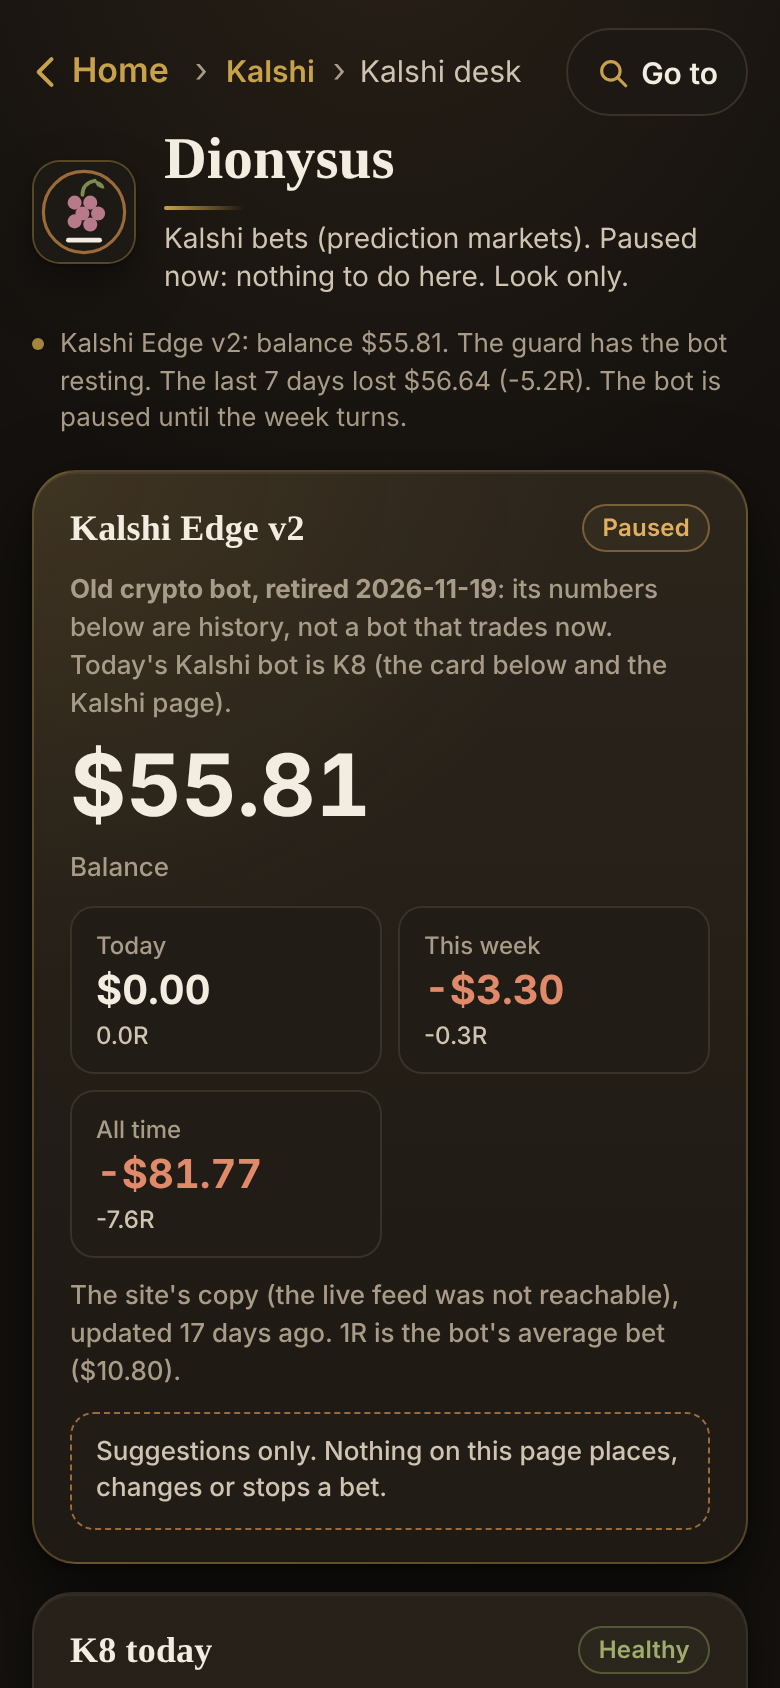 Home › Kalshi › Kalshi desk
Go to
Dionysus
Kalshi bets (prediction markets). Paused
now: nothing to do here. Look only.
Kalshi Edge v2: balance $55.81. The guard has the bot
resting. The last 7 days lost $56.64 (-5.2R). The bot is
paused until the week turns.
Kalshi Edge v2
Paused
Old crypto bot, retired 2026-11-19: its numbers
below are history, not a bot that trades now.
Today's Kalshi bot is K8 (the card below and the
Kalshi page).
$55.81
Balance
Today
$0.00
0.0R
This week
-$3.30
-0.3R
All time
-$81.77
-7.6R
The site's copy (the live feed was not reachable),
updated 17 days ago. 1R is the bot's average bet
($10.80).
Suggestions only. Nothing on this page places,
changes or stops a bet.
K8 today
Healthy